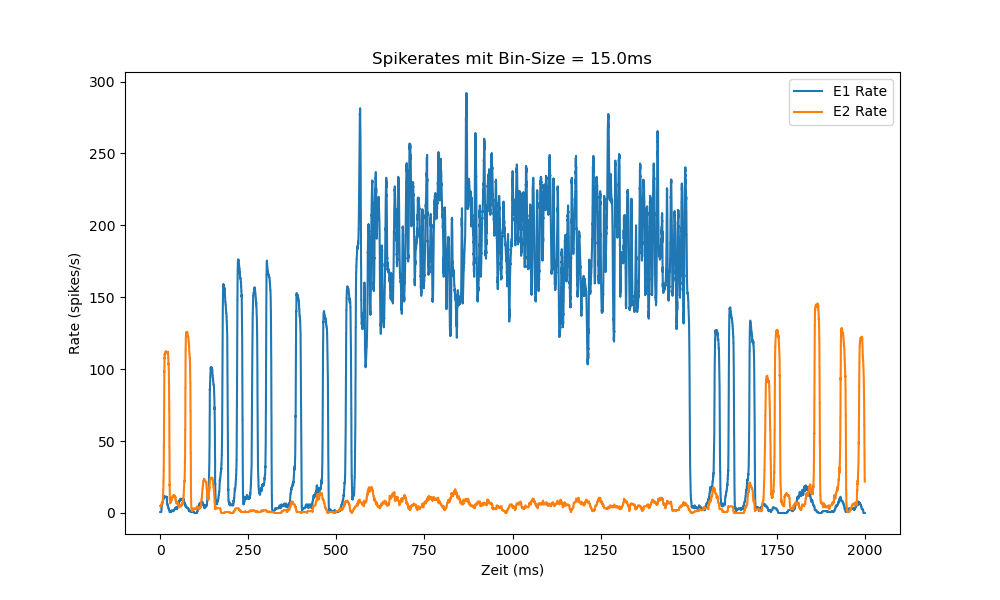 Spikerates mit Bin-Size = 15.0ms
E1 Rate
E2 Rate
Rate (spikes/s)
300
250
200
150
100
50
0
0 250 500 750 1000 1250 1500 1750 2000
Zeit (ms)